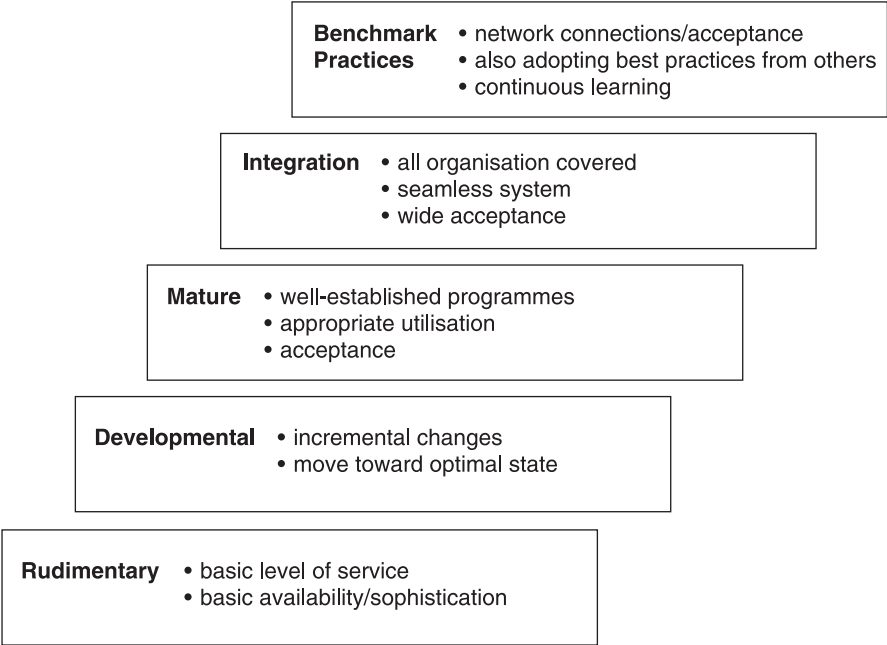 Benchmark • network connections/acceptance
Practices • also adopting best practices from others
• continuous learning
Integration • all organisation covered
• seamless system
• wide acceptance
Mature • well-established programmes
• appropriate utilisation
• acceptance
Developmental • incremental changes
• move toward optimal state
Rudimentary • basic level of service
• basic availability/sophistication